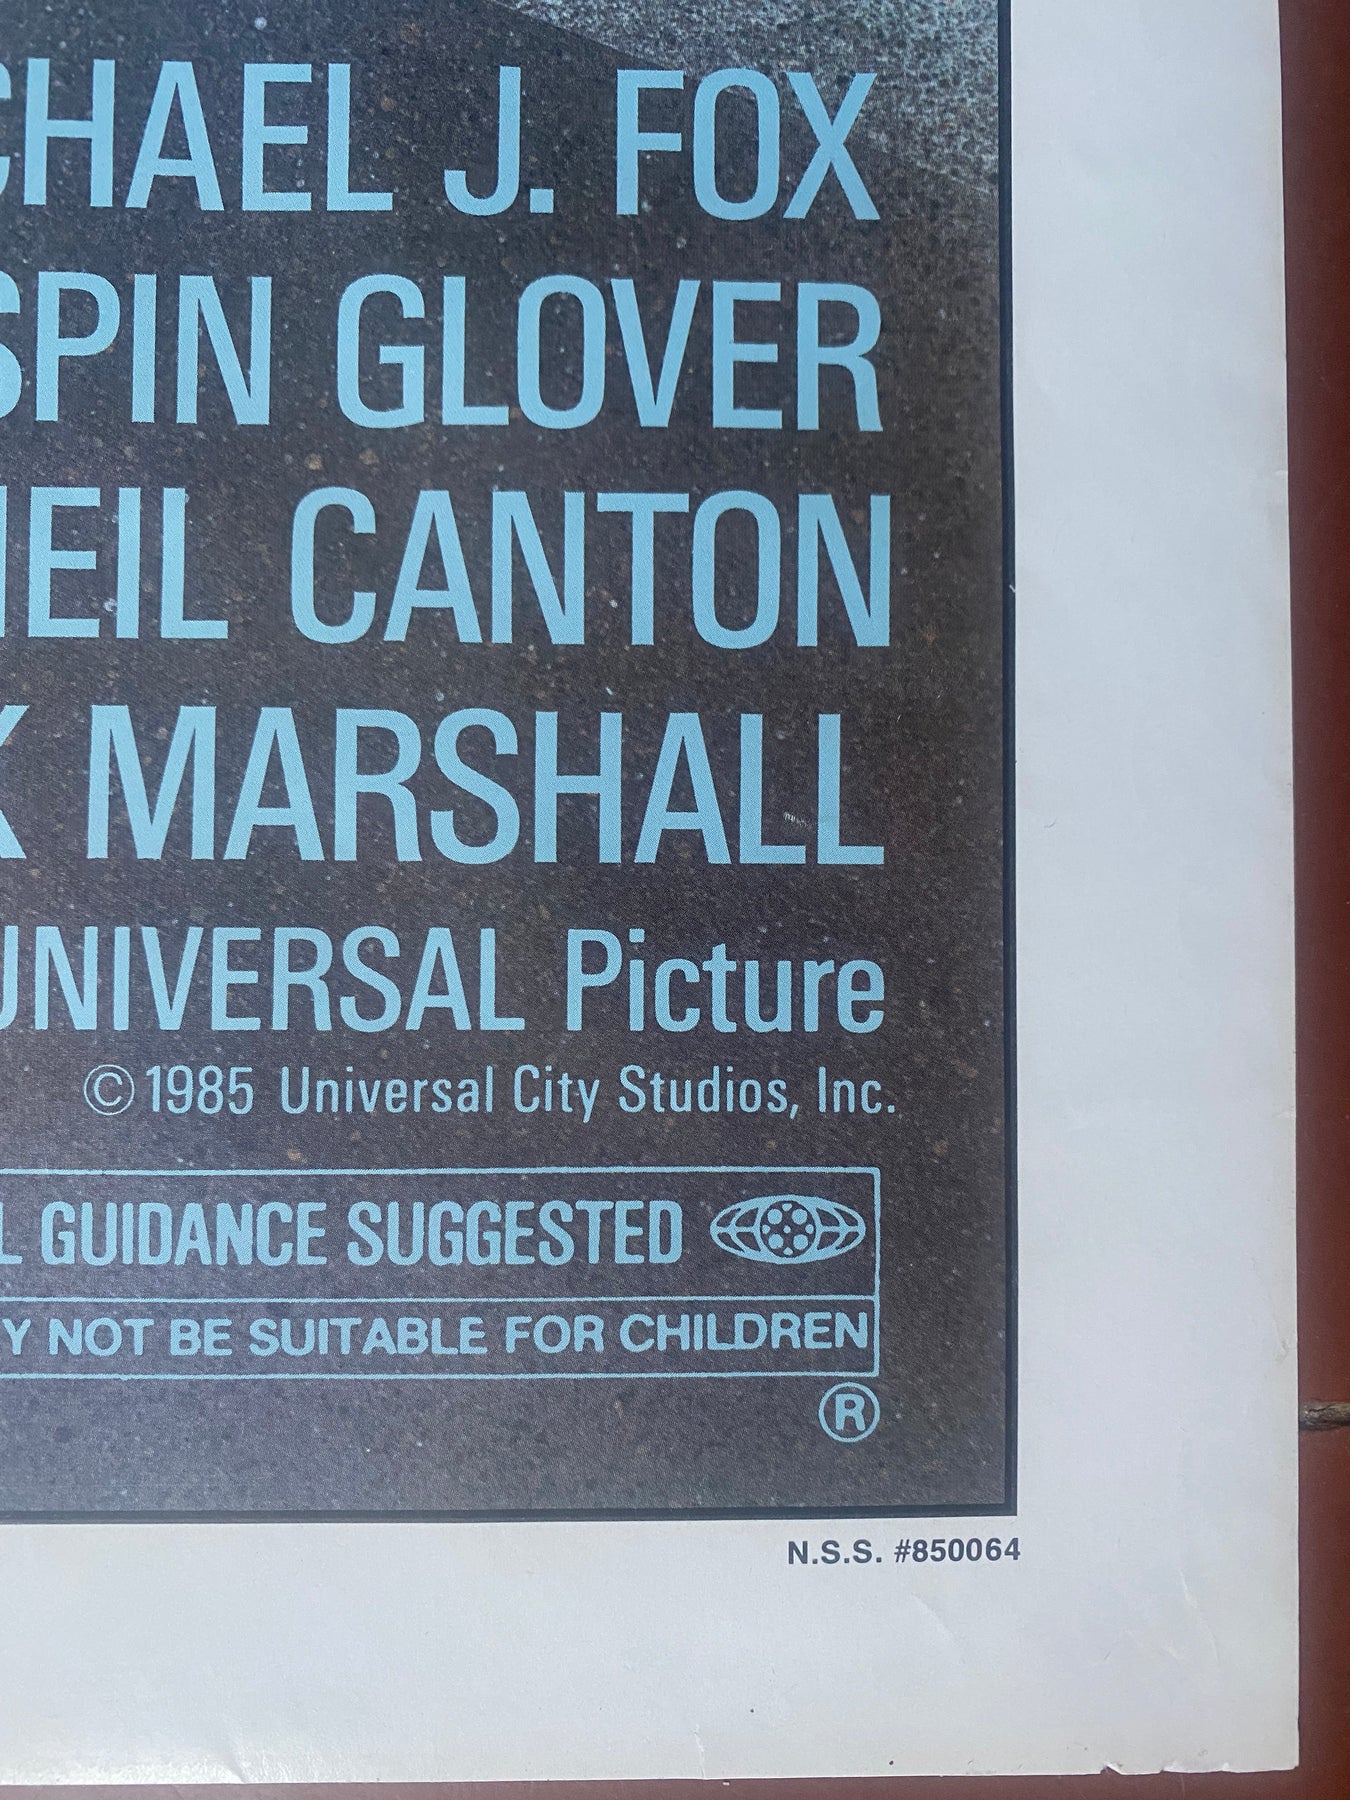 CHAEL J. FOX
SPIN GLOVER
NEIL CANTON
K MARSHALL
UNIVERSAL Picture
© 1985 Universal City Studios, Inc.
L GUIDANCE SUGGESTED
Y NOT BE SUITABLE FOR CHILDREN
®
N.S.S. #850064